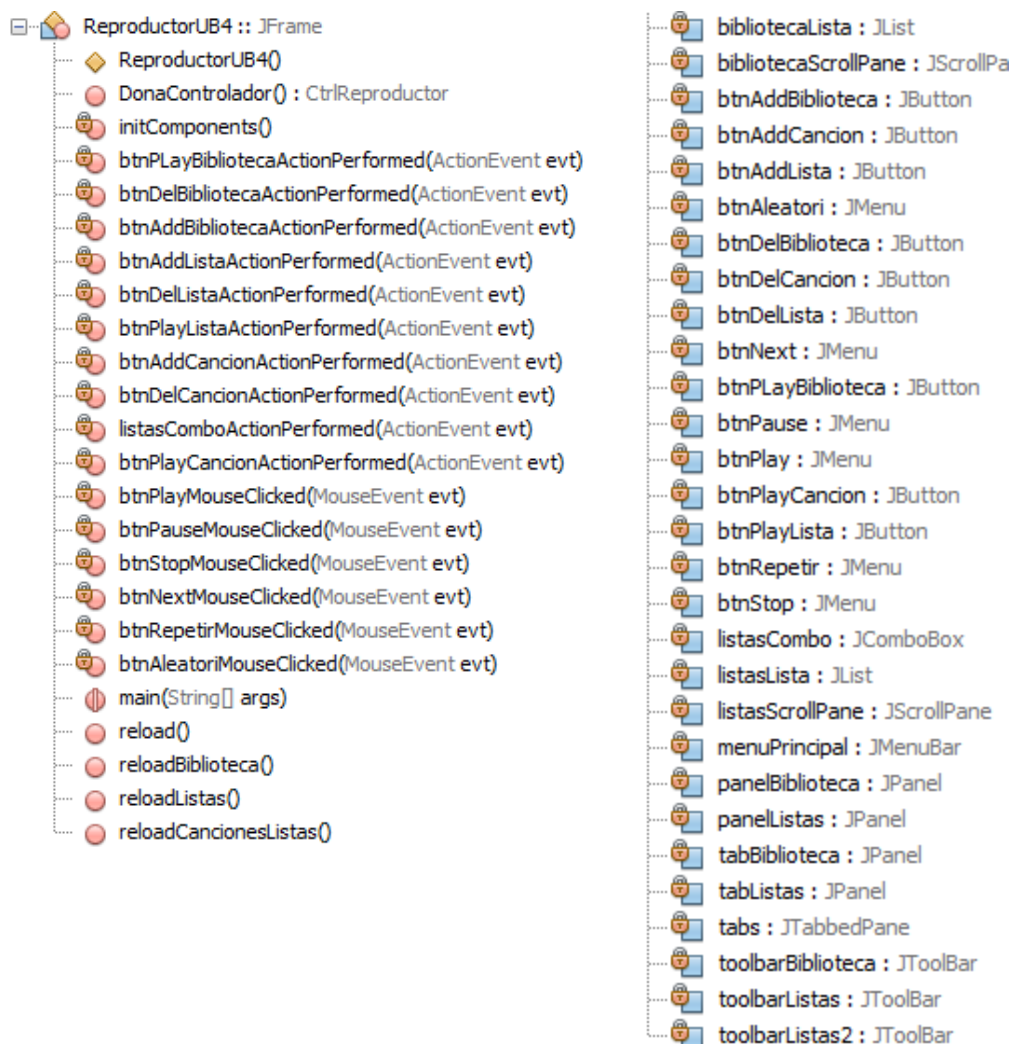 ReproductorUB4 :: JFrame
ReproductorUB4()
DonaControlador() : CtrlReproductor
initComponents()
btnPLayBibliotecaActionPerformed(ActionEvent evt)
btnDelBibliotecaActionPerformed(ActionEvent evt)
btnAddBibliotecaActionPerformed(ActionEvent evt)
btnAddListaActionPerformed(ActionEvent evt)
btnDelListaActionPerformed(ActionEvent evt)
btnPlayListaActionPerformed(ActionEvent evt)
btnAddCancionActionPerformed(ActionEvent evt)
btnDelCancionActionPerformed(ActionEvent evt)
listasComboActionPerformed(ActionEvent evt)
btnPlayCancionActionPerformed(ActionEvent evt)
btnPlayMouseClicked(MouseEvent evt)
btnPauseMouseClicked(MouseEvent evt)
btnStopMouseClicked(MouseEvent evt)
btnNextMouseClicked(MouseEvent evt)
btnRepetirMouseClicked(MouseEvent evt)
btnAleatoriMouseClicked(MouseEvent evt)
main(String[] args)
reload()
reloadBiblioteca()
reloadListas()
reloadCancionesListas()
bibliotecaLista : JList
bibliotecaScrollPane : JScrollPa
btnAddBiblioteca : JButton
btnAddCancion : JButton
btnAddLista : JButton
btnAleatori : JMenu
btnDelBiblioteca : JButton
btnDelCancion : JButton
btnDelLista : JButton
btnNext : JMenu
btnPLayBiblioteca : JButton
btnPause : JMenu
btnPlay : JMenu
btnPlayCancion : JButton
btnPlayLista : JButton
btnRepetir : JMenu
btnStop : JMenu
listasCombo : JComboBox
listasLista : JList
listasScrollPane : JScrollPane
menuPrincipal : JMenuBar
panelBiblioteca : JPanel
panelListas : JPanel
tabBiblioteca : JPanel
tabListas : JPanel
tabs : JTabbedPane
toolbarBiblioteca : JToolBar
toolbarListas : JToolBar
toolbarListas2 : JToolBar